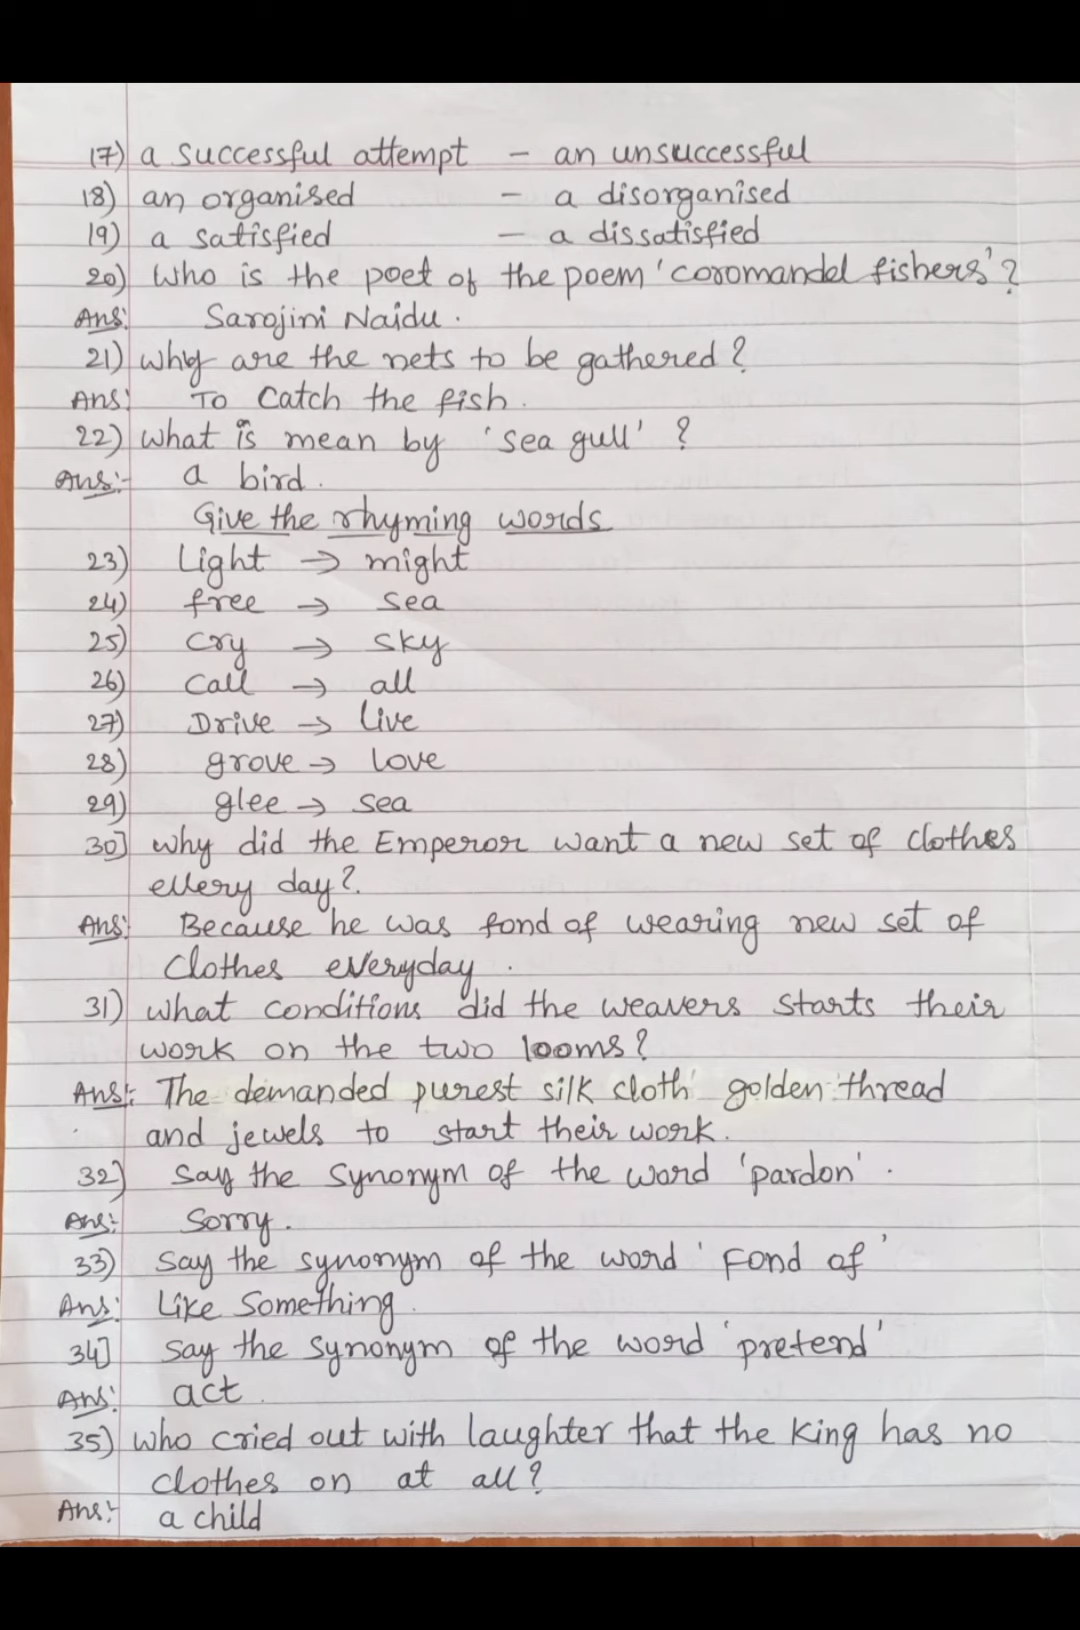 17) a successful attempt - an unsuccessful
18) an organised - a disorganised
19) a satisfied - a dissatisfied
20) Who is the poet of the poem 'coromandel fishers'?
Ans: Sarojini Naidu.
21) why are the nets to be gathered?
Ans: To catch the fish.
22) what is mean by 'sea gull' ?
Ans:- a bird.
Give the rhyming words
23) Light → might
24) free → sea
25) cry → sky
26) call → all
27) Drive → live
28) grove → love
29) glee → sea
30] why did the Emperor want a new set of clothes
every day?.
Ans: Because he was fond of wearing new set of
clothes everyday.
31) what conditions did the weavers starts their
work on the two looms?
Ans:- The demanded purest silk cloth golden thread
and jewels to start their work.
32) say the synonym of the word 'pardon'.
Ans:- Sorry.
33) say the synonym of the word 'fond of'
Ans: Like something.
34] say the synonym of the word 'pretend'
Ans: act.
35) who cried out with laughter that the king has no
clothes on at all?
Ans:- a child